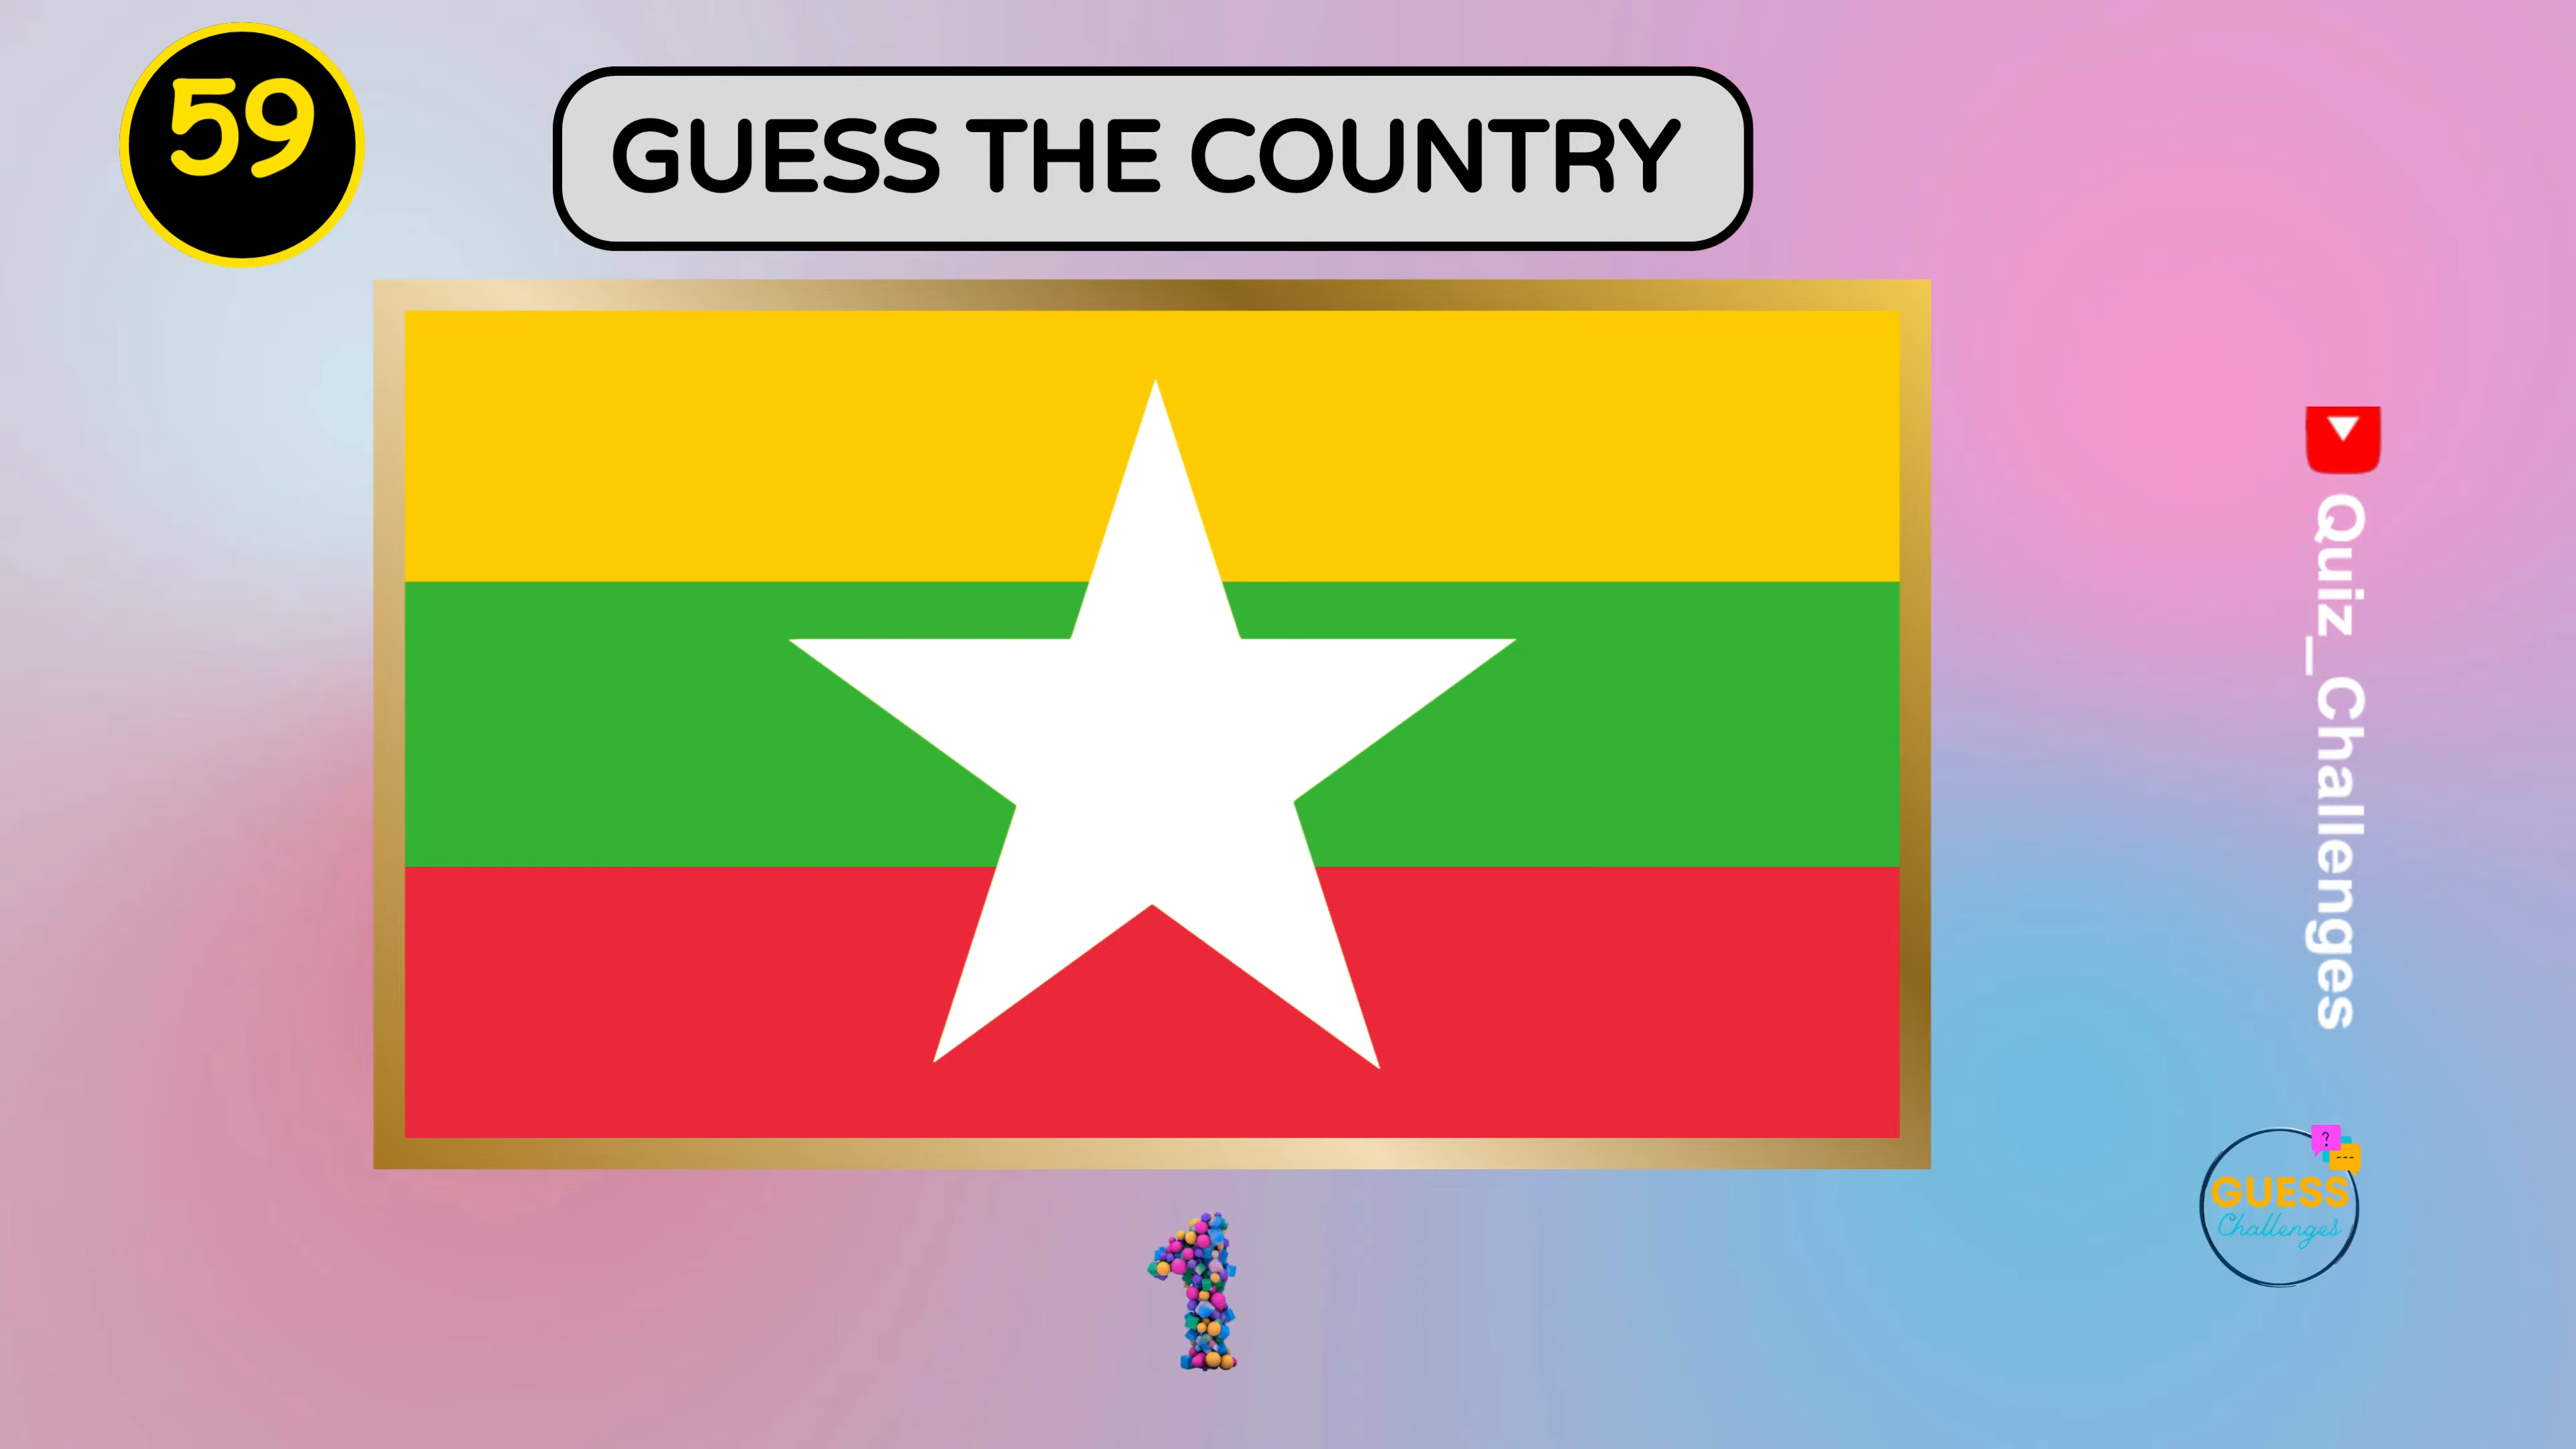 59
GUESS THE COUNTRY
Quiz_Challenges
?
---
GUESS
Challenges
1